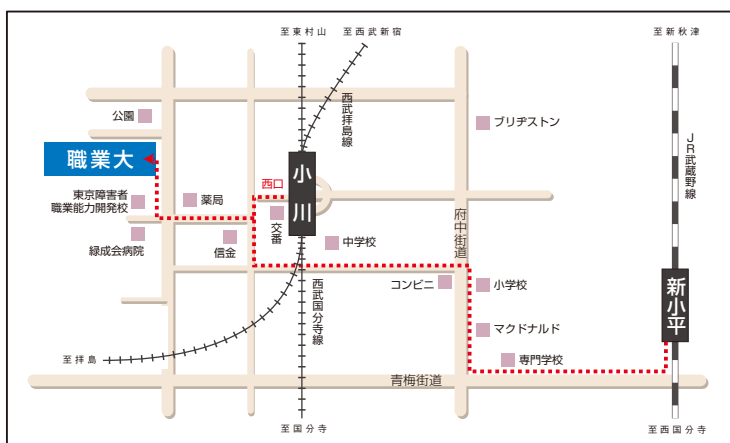 至東村山
至西武新宿
至新秋津
公園
西武拝島線
ブリヂストン
職業大
小川
JR武蔵野線
西口
東京障害者
職業能力開発校
薬局
交番
府中街道
緑成会病院
信金
中学校
コンビニ
小学校
新小平
西武国分寺線
マクドナルド
至拝島
専門学校
青梅街道
至国分寺
至西国分寺